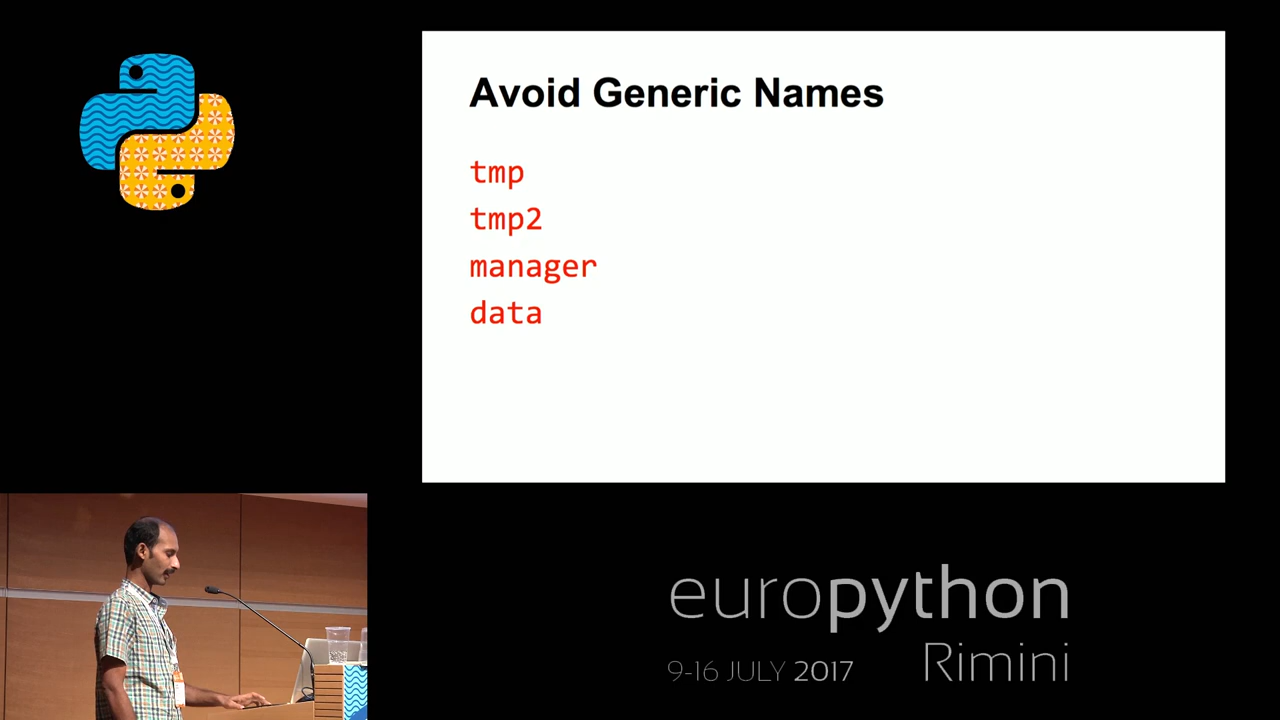 Avoid Generic Names
tmp
tmp2
manager
data
europython
Rimini
9-16 JULY 2017